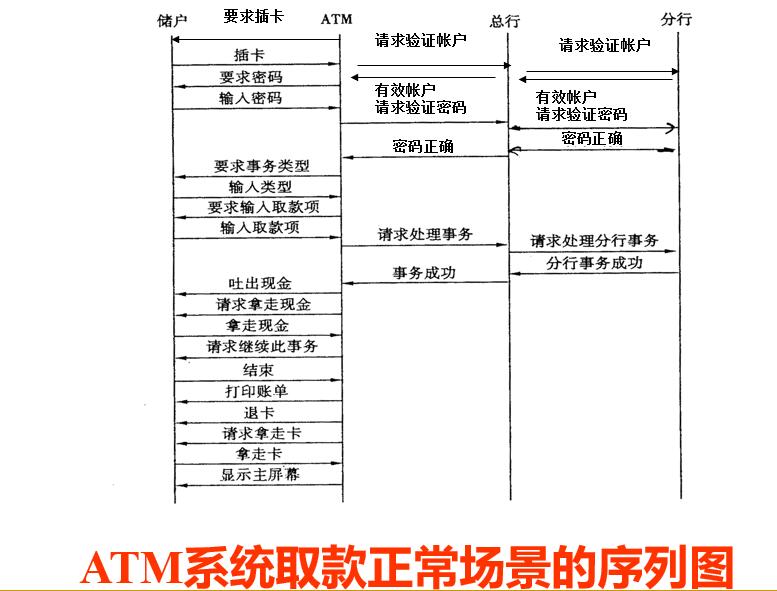 储户
ATM
总行
分行
要求插卡
请求验证帐户
请求验证帐户
插卡
要求密码
输入密码
有效帐户
请求验证密码
有效帐户
请求验证密码
密码正确
密码正确
要求事务类型
输入类型
要求输入取款项
输入取款项
请求处理事务
请求处理分行事务
分行事务成功
事务成功
吐出现金
请求拿走现金
拿走现金
请求继续此事务
结束
打印账单
退卡
请求拿走卡
拿走卡
显示主屏幕
ATM系统取款正常场景的序列图